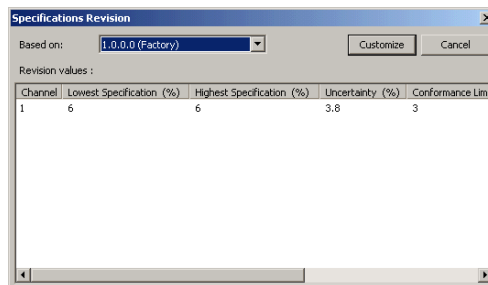 Specifications Revision
Based on: 1.0.0.0 (Factory) Customize Cancel
Revision values :
Channel Lowest Specification (%) Highest Specification (%) Uncertainty (%) Conformance Lim
1 6 6 3.8 3